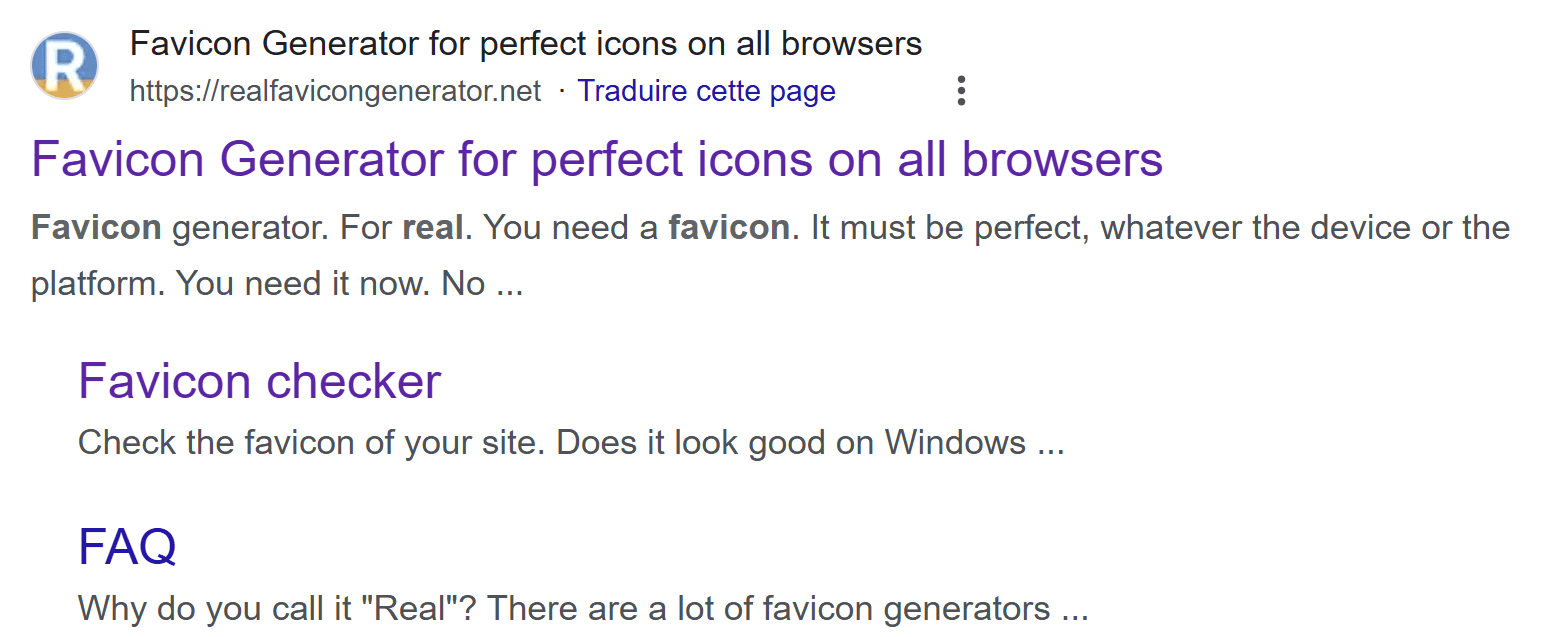 R
Favicon Generator for perfect icons on all browsers
https://realfavicongenerator.net · Traduire cette page
Favicon Generator for perfect icons on all browsers
Favicon generator. For real. You need a favicon. It must be perfect, whatever the device or the
platform. You need it now. No ...
Favicon checker
Check the favicon of your site. Does it look good on Windows ...
FAQ
Why do you call it "Real"? There are a lot of favicon generators ...